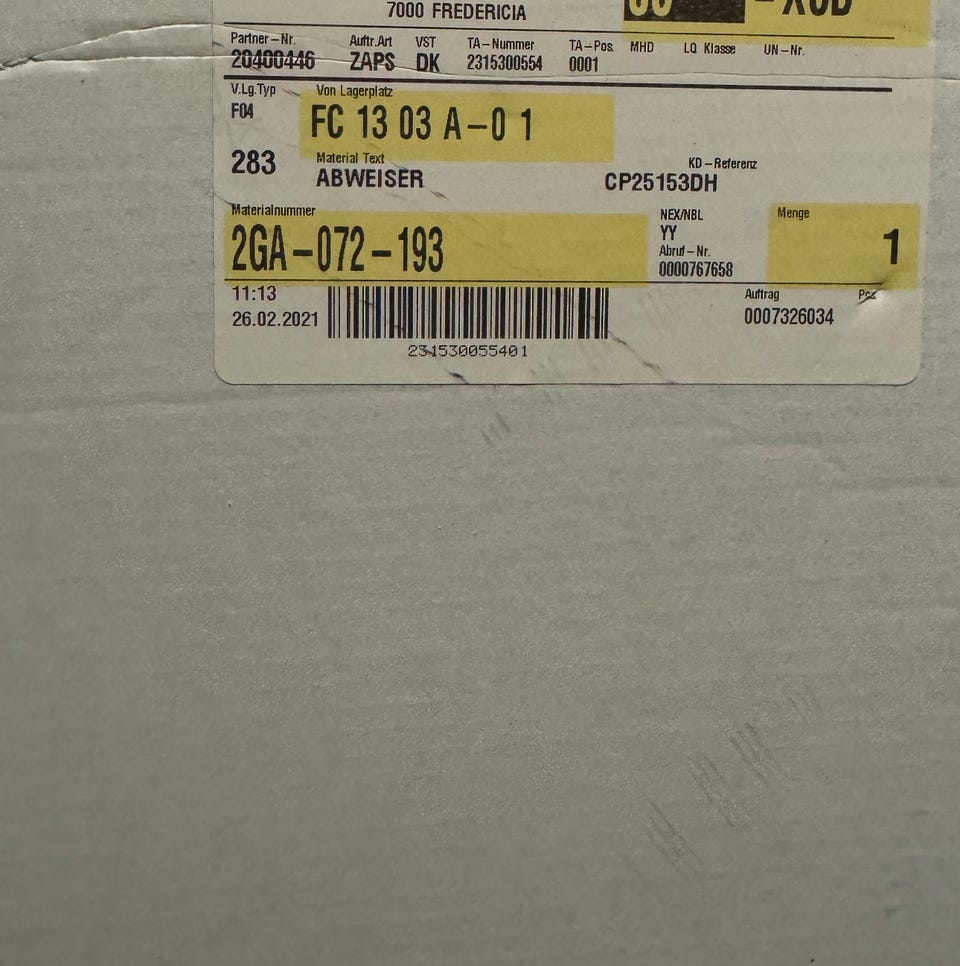 7000 FREDERICIA
Partner-Nr. Auftr.Art VST TA-Nummer TA-Pos. MHD LQ Klasse UN-Nr.
20400446 ZAPS DK 2315300554 0001
V.Lg.Typ Von Lagerplatz
F04 FC 13 03 A-0 1
283 Material Text KD-Referenz
ABWEISER CP25153DH
Materialnummer NEX/NBL Menge
2GA-072-193 YY 1
Abruf-Nr.
0000767658
11:13 Auftrag Pos
26.02.2021 0007326034
231530055401